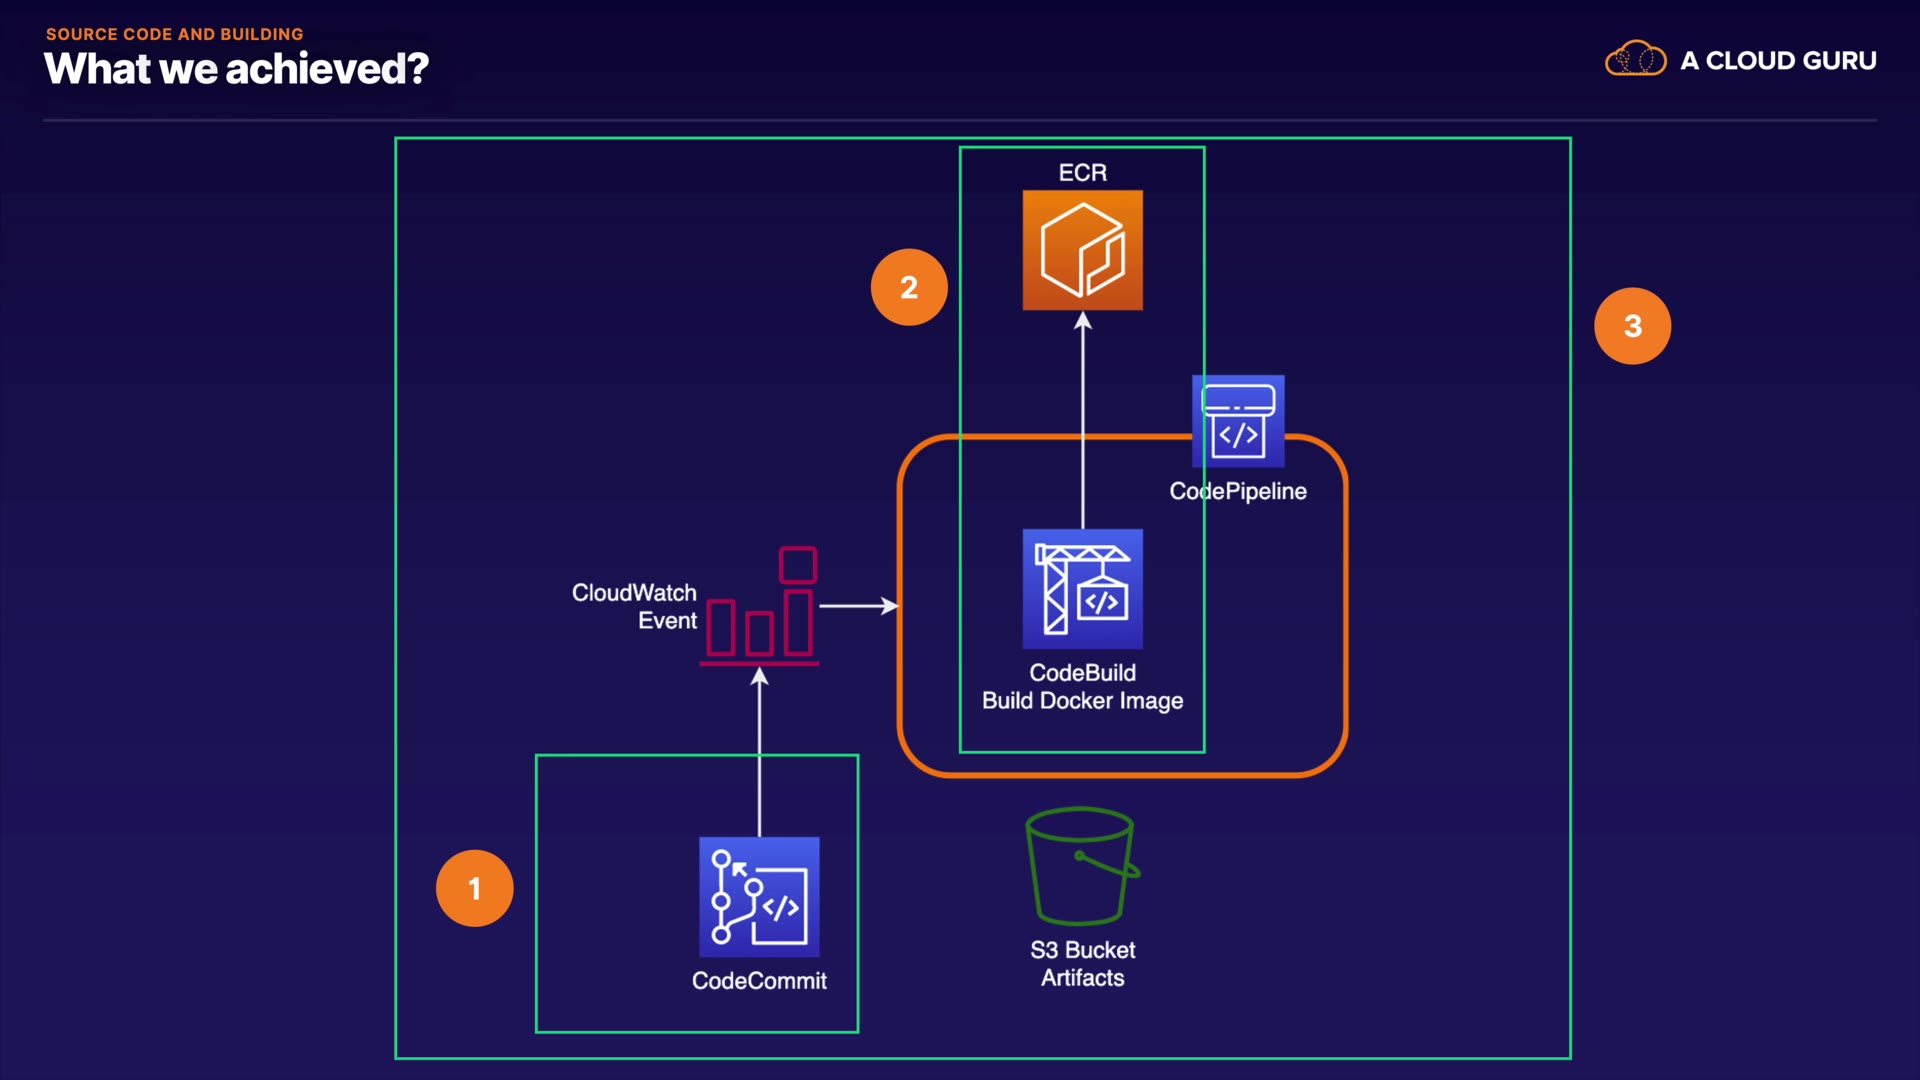 SOURCE CODE AND BUILDING
What we achieved?
A CLOUD GURU
ECR
2
3
</>
CodePipeline
CloudWatch
Event
</>
CodeBuild
Build Docker Image
1
</>
CodeCommit
S3 Bucket
Artifacts